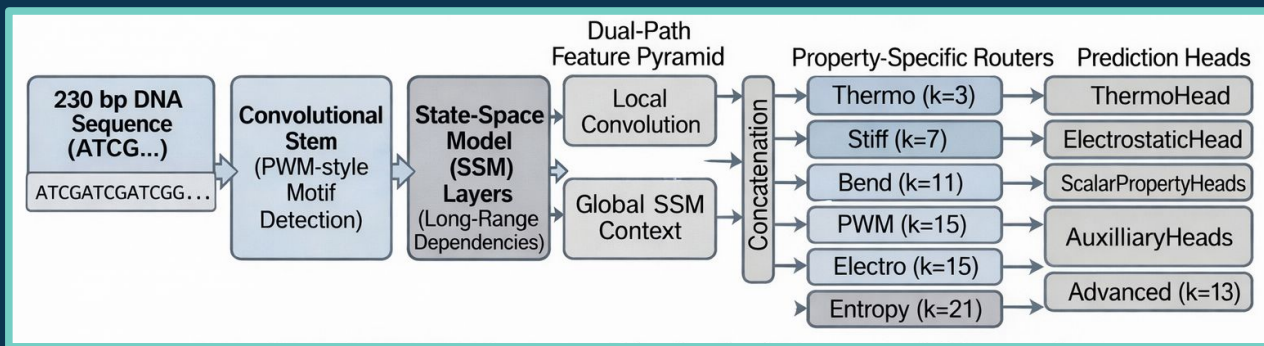 230 bp DNA
Sequence
(ATCG...)
ATCGATCGATCGG...
Convolutional
Stem
(PWM-style
Motif
Detection)
State-Space
Model
(SSM)
Layers
(Long-Range
Dependencies)
Dual-Path
Feature Pyramid
Local
Convolution
Global SSM
Context
Concatenation
Property-Specific Routers
Thermo (k=3)
Stiff (k=7)
Bend (k=11)
PWM (k=15)
Electro (k=15)
Entropy (k=21)
Prediction Heads
ThermoHead
ElectrostaticHead
ScalarPropertyHeads
AuxilliaryHeads
Advanced (k=13)